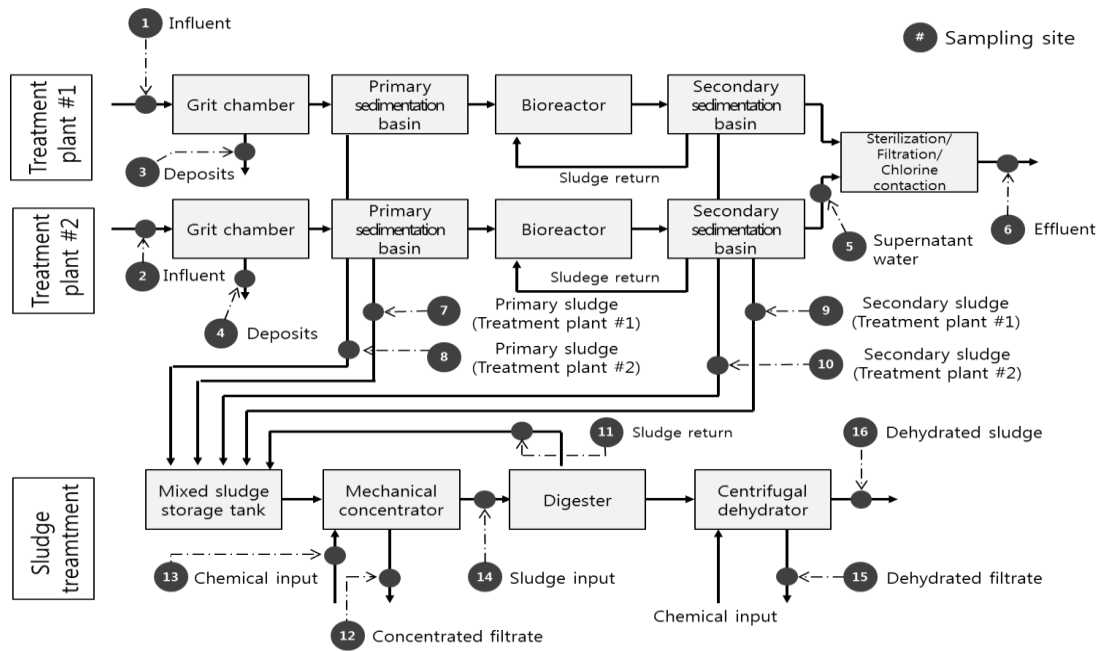 1 Influent
# Sampling site
Treatment
plant #1
Grit chamber
Primary
sedimentation
basin
Bioreactor
Secondary
sedimentation
basin
3 Deposits
Sludge return
Sterilization/
Filtration/
Chlorine
contaction
Treatment
plant #2
Grit chamber
Primary
sedimentation
basin
Bioreactor
Secondary
sedimentation
basin
2 Influent
Sludege return
5 Supernatant
water
6 Effluent
4 Deposits
7 Primary sludge
(Treatment plant #1)
8 Primary sludge
(Treatment plant #2)
9 Secondary sludge
(Treatment plant #1)
10 Secondary sludge
(Treatment plant #2)
11 Sludge return
16 Dehydrated sludge
Sludge
treamtment
Mixed sludge
storage tank
Mechanical
concentrator
Digester
Centrifugal
dehydrator
13 Chemical input
14 Sludge input
15 Dehydrated filtrate
Chemical input
12 Concentrated filtrate